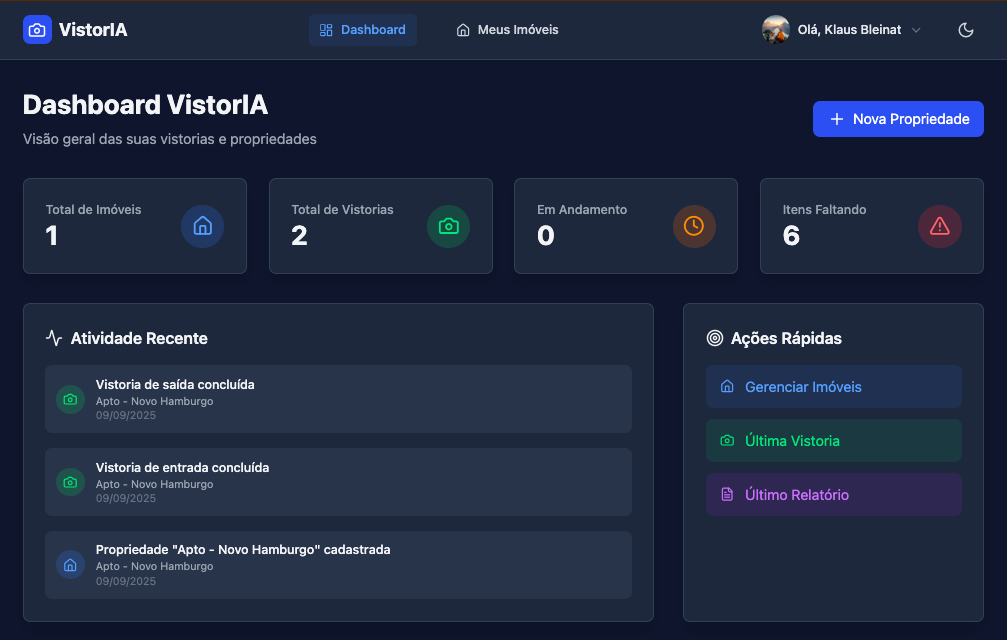 VistorIA
Dashboard
Meus Imóveis
Olá, Klaus Bleinat
Dashboard VistorIA
Visão geral das suas vistorias e propriedades
Nova Propriedade
Total de Imóveis
1
Total de Vistorias
2
Em Andamento
0
Itens Faltando
6
Atividade Recente
Vistoria de saída concluída
Apto - Novo Hamburgo
09/09/2025
Vistoria de entrada concluída
Apto - Novo Hamburgo
09/09/2025
Propriedade "Apto - Novo Hamburgo" cadastrada
Apto - Novo Hamburgo
09/09/2025
Ações Rápidas
Gerenciar Imóveis
Última Vistoria
Último Relatório